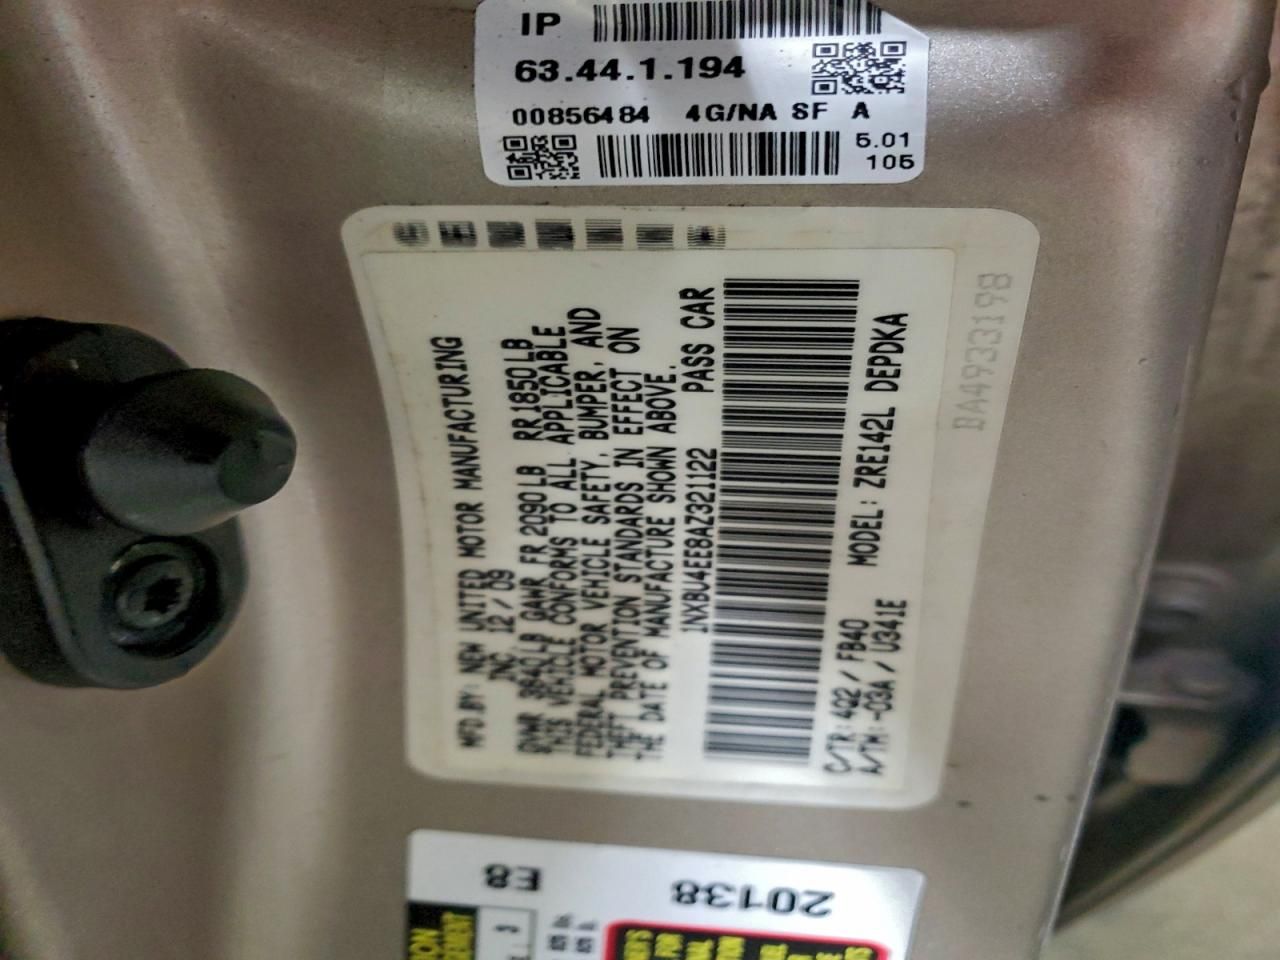 IP
63.44.1.194
00856484 4G/NA SF A
5.01
105
MFD BY: NEW UNITED MOTOR MANUFACTURING
INC. 12/09
GVWR 3840LB GAWR FR 2090LB RR 1850LB
THIS VEHICLE CONFORMS TO ALL APPLICABLE
FEDERAL MOTOR VEHICLE SAFETY, BUMPER, AND
THEFT PREVENTION STANDARDS IN EFFECT ON
THE DATE OF MANUFACTURE SHOWN ABOVE.
1NXBU4EE8AZ321122 PASS CAR
C/TR: 4Q2 / FB40 MODEL: ZRE142L DEPDKA
A/TM: -03A / U341E
BA4933198
E8
20138